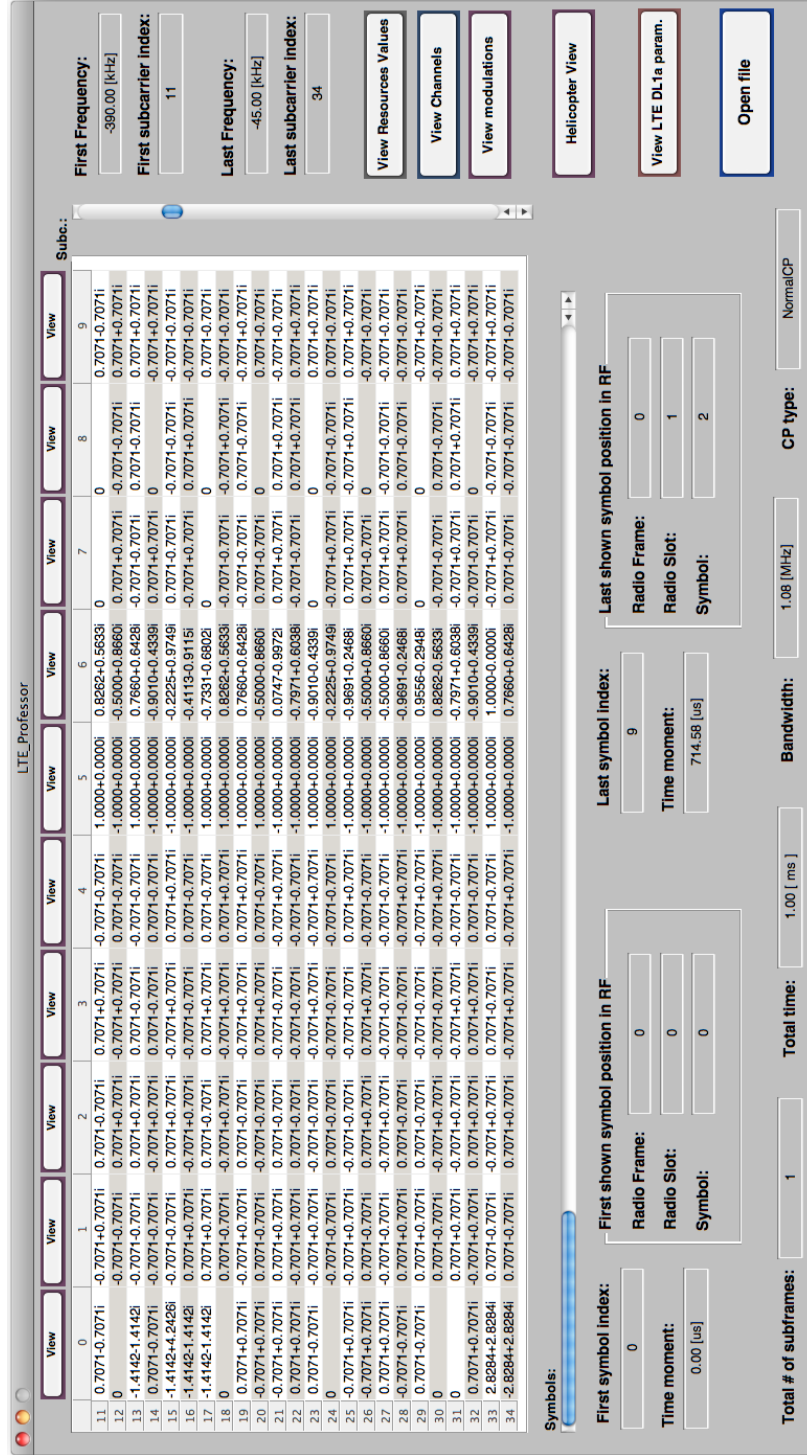 LTE_Professor
View View View View View View View View View View Subc.:
0 1 2 3 4 5 6 7 8 9
11 0.7071-0.7071i -0.7071+0.7071i 0.7071-0.7071i 0.7071+0.7071i -0.7071-0.7071i 1.0000+0.0000i 0.8262+0.5633i 0 0 0.7071-0.7071i
12 0 -0.7071-0.7071i 0.7071+0.7071i -0.7071+0.7071i 0.7071-0.7071i -1.0000+0.0000i -0.5000+0.8660i 0.7071+0.7071i -0.7071-0.7071i 0.7071+0.7071i
13 -1.4142-1.4142i 0.7071-0.7071i -0.7071-0.7071i 0.7071-0.7071i -0.7071+0.7071i -1.0000+0.0000i 0.7660+0.6428i -0.7071-0.7071i 0.7071-0.7071i -0.7071+0.7071i
14 0.7071-0.7071i -0.7071+0.7071i 0.7071+0.7071i -0.7071-0.7071i 0.7071-0.7071i -1.0000+0.0000i -0.9010+0.4339i 0.7071+0.7071i 0 -0.7071+0.7071i
15 -1.4142+4.2426i -0.7071-0.7071i 0.7071+0.7071i 0.7071-0.7071i 0.7071+0.7071i -1.0000+0.0000i -0.2225+0.9749i 0.7071-0.7071i -0.7071-0.7071i 0.7071+0.7071i
16 -1.4142-1.4142i 0.7071+0.7071i -0.7071+0.7071i -0.7071-0.7071i 0.7071-0.7071i -1.0000+0.0000i -0.4113-0.9115i -0.7071+0.7071i 0.7071+0.7071i -0.7071-0.7071i
17 -1.4142-1.4142i 0.7071+0.7071i 0.7071-0.7071i 0.7071+0.7071i -0.7071-0.7071i 1.0000+0.0000i -0.7331-0.6802i 0 0 0.7071-0.7071i
18 0 0.7071-0.7071i -0.7071+0.7071i -0.7071+0.7071i 0.7071+0.7071i 1.0000+0.0000i 0.8262+0.5633i -0.7071-0.7071i -0.7071+0.7071i -0.7071-0.7071i
19 0.7071+0.7071i 0.7071-0.7071i 0.7071-0.7071i 0.7071+0.7071i -0.7071-0.7071i -1.0000+0.0000i 0.7660+0.6428i -0.7071+0.7071i 0.7071-0.7071i -0.7071+0.7071i
20 -0.7071+0.7071i 0.7071-0.7071i -0.7071-0.7071i -0.7071-0.7071i 0.7071+0.7071i 1.0000+0.0000i -0.5000-0.8660i -0.7071-0.7071i 0 0.7071-0.7071i
21 -0.7071+0.7071i -0.7071+0.7071i 0.7071+0.7071i 0.7071-0.7071i -0.7071-0.7071i 1.0000+0.0000i 0.0747-0.9972i 0.7071+0.7071i 0.7071+0.7071i -0.7071-0.7071i
22 0.7071+0.7071i 0.7071-0.7071i -0.7071-0.7071i -0.7071+0.7071i 0.7071-0.7071i -1.0000+0.0000i -0.7971+0.6038i 0.7071-0.7071i 0.7071+0.7071i 0.7071+0.7071i
23 0.7071-0.7071i -0.7071-0.7071i 0.7071-0.7071i 0.7071-0.7071i -0.7071+0.7071i 1.0000+0.0000i -0.9010-0.4339i 0 0 0.7071+0.7071i
24 0 0.7071-0.7071i -0.7071-0.7071i -0.7071-0.7071i -0.7071+0.7071i -1.0000+0.0000i -0.2225+0.9749i -0.7071-0.7071i 0.7071-0.7071i -0.7071+0.7071i
25 -0.7071+0.7071i -0.7071+0.7071i 0.7071-0.7071i -0.7071-0.7071i 0.7071+0.7071i -1.0000+0.0000i -0.9691-0.2468i 0.7071-0.7071i -0.7071-0.7071i -0.7071+0.7071i
26 -0.7071-0.7071i 0.7071-0.7071i 0.7071+0.7071i 0.7071+0.7071i -0.7071-0.7071i 1.0000+0.0000i -0.5000+0.8660i -0.7071-0.7071i 0 -0.7071-0.7071i
27 0.7071+0.7071i 0.7071-0.7071i -0.7071+0.7071i -0.7071+0.7071i 0.7071-0.7071i -1.0000+0.0000i -0.5000-0.8660i 0.7071+0.7071i -0.7071-0.7071i 0.7071-0.7071i
28 -0.7071-0.7071i -0.7071+0.7071i 0.7071-0.7071i -0.7071-0.7071i 0.7071-0.7071i 1.0000+0.0000i -0.9691-0.2468i -0.7071-0.7071i 0.7071+0.7071i -0.7071-0.7071i
29 0.7071-0.7071i 0.7071-0.7071i -0.7071-0.7071i 0.7071-0.7071i -0.7071+0.7071i -1.0000+0.0000i 0.9556-0.2948i 0 0 -0.7071+0.7071i
30 0 0.7071-0.7071i -0.7071+0.7071i 0.7071-0.7071i -0.7071+0.7071i -1.0000+0.0000i 0.8262-0.5633i -0.7071-0.7071i 0.7071-0.7071i 0.7071-0.7071i
31 0 0.7071+0.7071i 0.7071+0.7071i -0.7071+0.7071i -0.7071-0.7071i -1.0000+0.0000i -0.7971+0.6038i 0.7071-0.7071i 0.7071+0.7071i 0.7071+0.7071i
32 0.7071+0.7071i -0.7071+0.7071i -0.7071+0.7071i -0.7071-0.7071i 0.7071+0.7071i -1.0000+0.0000i -0.9010+0.4339i -0.7071-0.7071i 0 -0.7071-0.7071i
33 2.8284+2.8284i 0.7071-0.7071i -0.7071-0.7071i 0.7071-0.7071i 0.7071-0.7071i -1.0000+0.0000i 1.0000-0.0000i -0.7071+0.7071i -0.7071-0.7071i 0.7071+0.7071i
34 -2.8284+2.8284i 0.7071+0.7071i 0.7071+0.7071i -0.7071+0.7071i -0.7071-0.7071i 1.0000+0.0000i 0.7660+0.6428i -0.7071-0.7071i -0.7071+0.7071i -0.7071-0.7071i
Symbols:
First Frequency:
-390.00 [kHz]
First subcarrier index:
11
Last Frequency:
-45.00 [kHz]
Last subcarrier index:
34
View Resources Values
View Channels
View modulations
Helicopter View
View LTE DL1a param.
Open file
First symbol index:
0
Time moment:
0.00 [us]
First shown symbol position in RF
Radio Frame: 0
Radio Slot: 0
Symbol: 0
Last symbol index:
9
Time moment:
714.58 [us]
Last shown symbol position in RF
Radio Frame: 0
Radio Slot: 1
Symbol: 2
Total # of subframes: 1 Total time: 1.00 [ ms ] Bandwidth: 1.08 [MHz] CP type: NormalCP